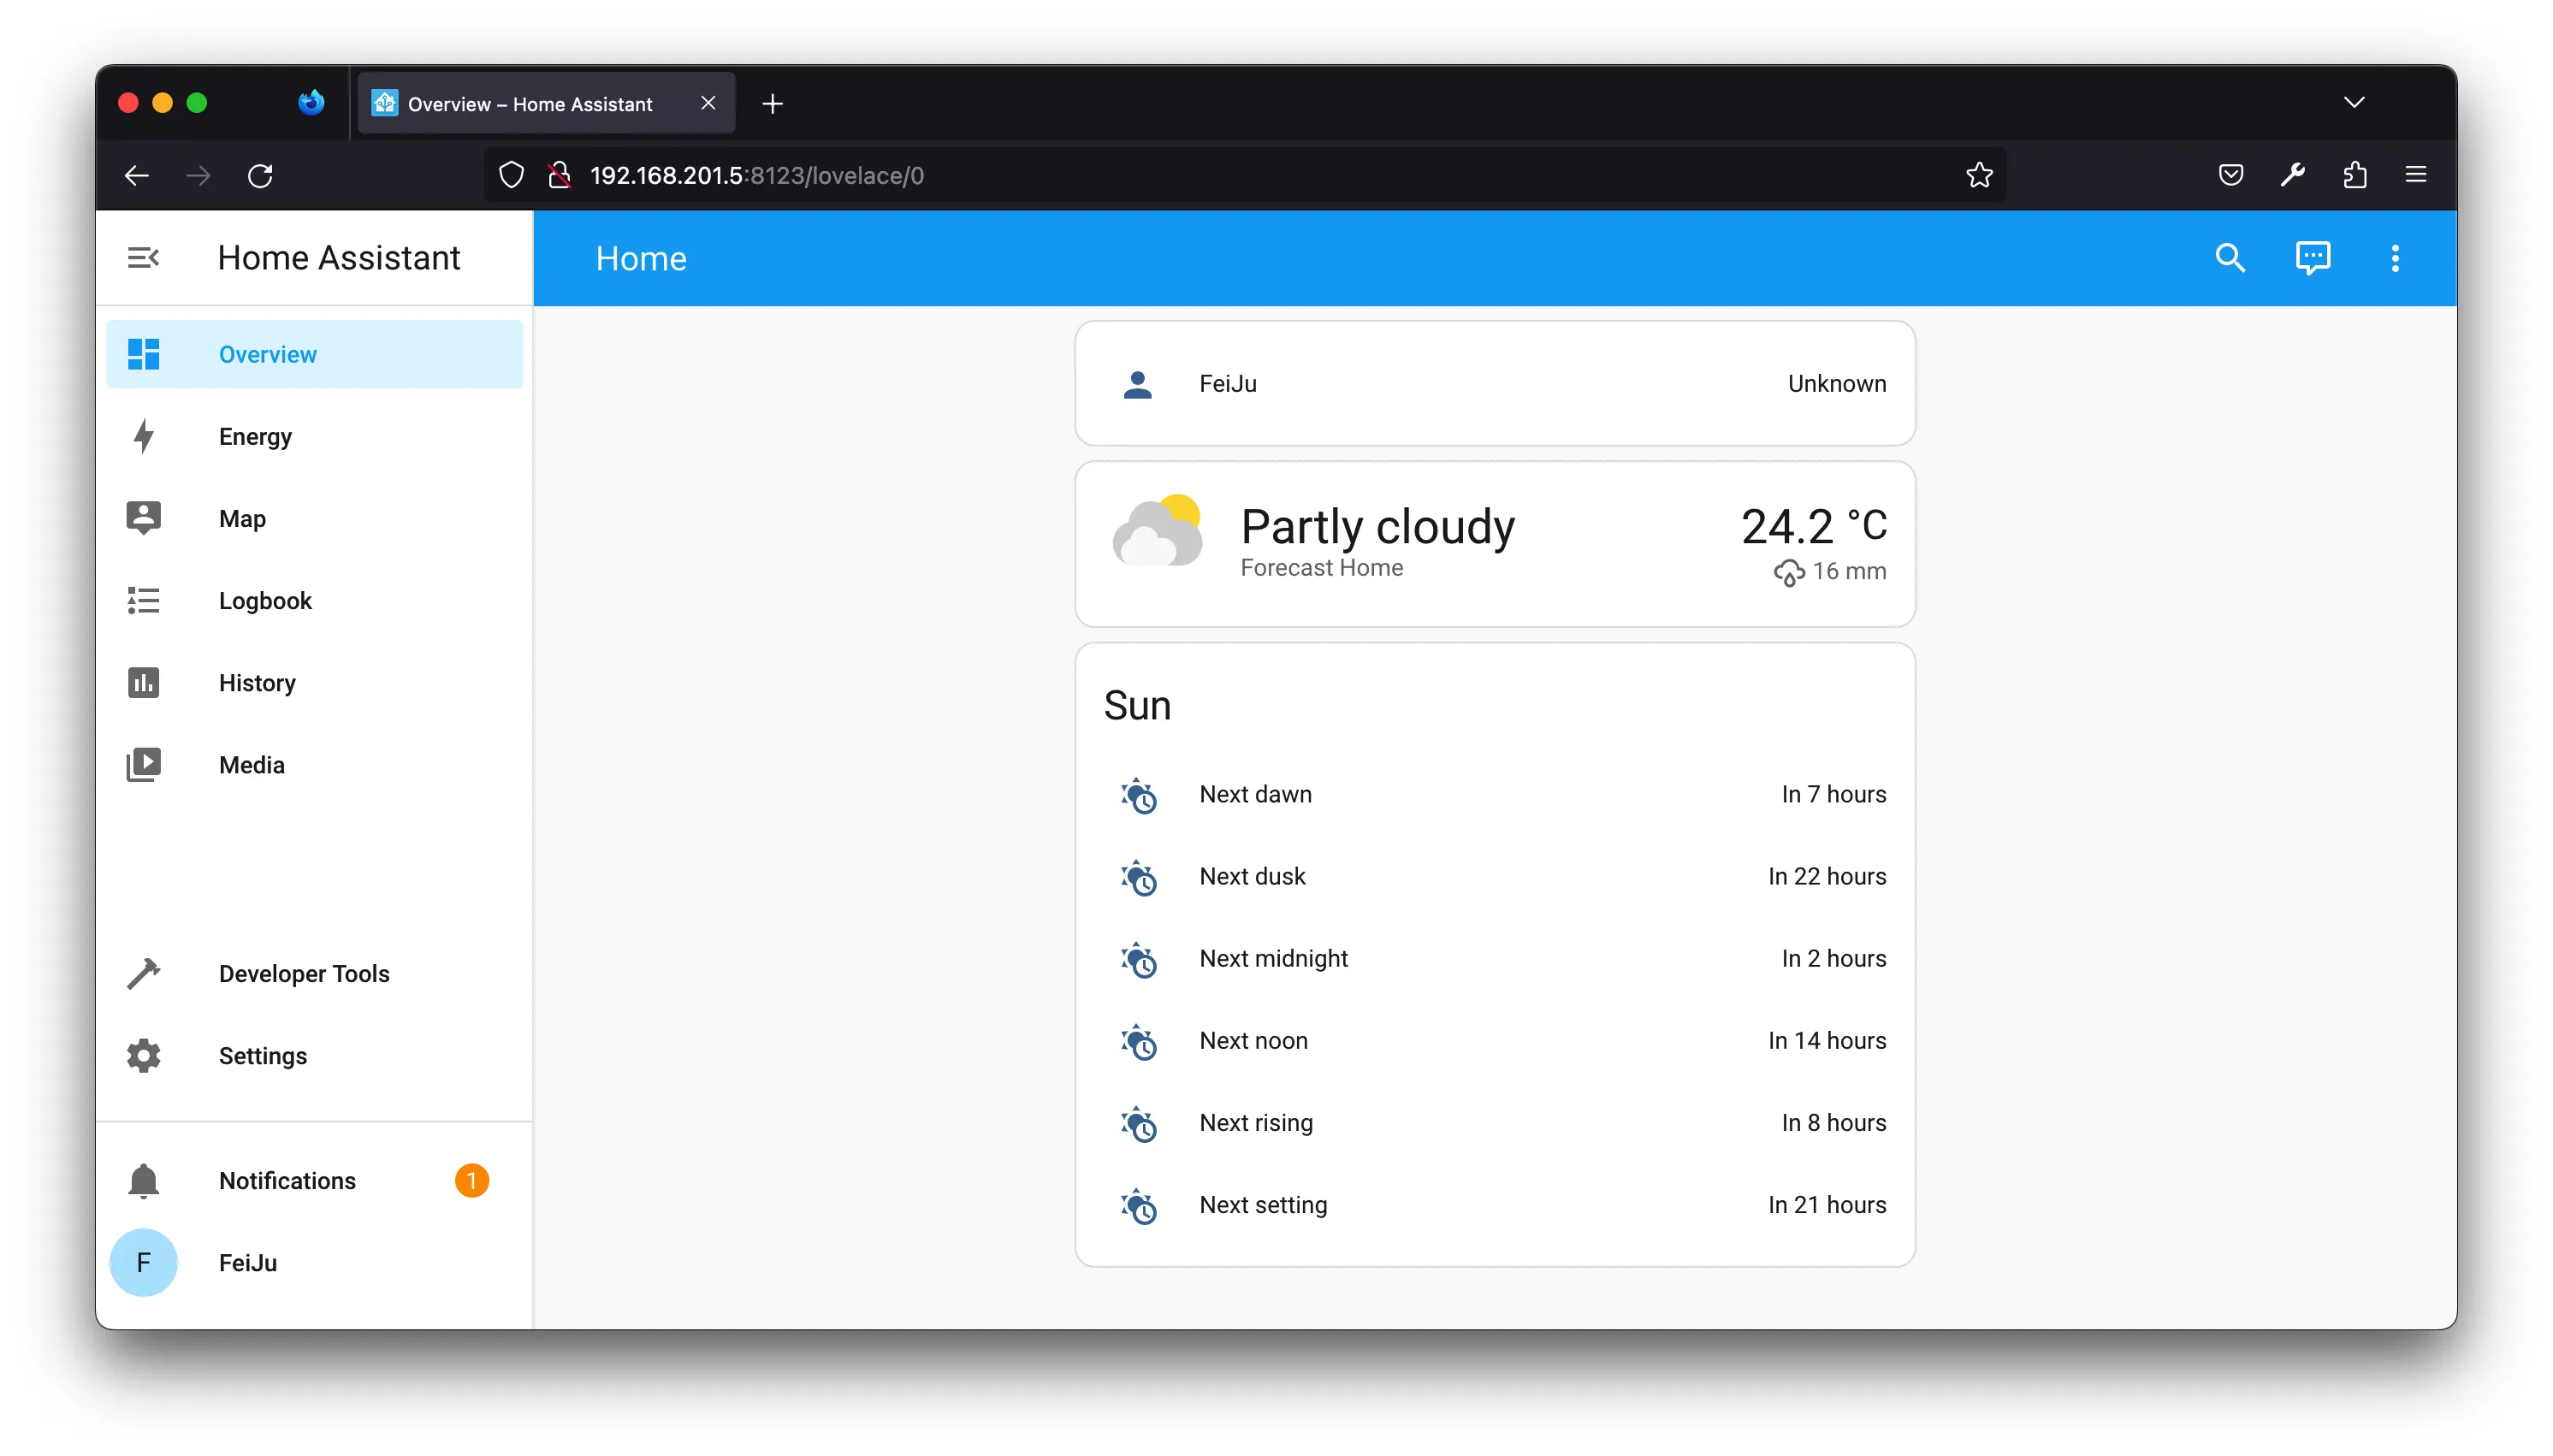 Overview – Home Assistant
192.168.201.5:8123/lovelace/0
Home Assistant
Home
Overview
Energy
Map
Logbook
History
Media
Developer Tools
Settings
Notifications 1
F FeiJu
FeiJu Unknown
Partly cloudy 24.2 °C
Forecast Home 16 mm
Sun
Next dawn In 7 hours
Next dusk In 22 hours
Next midnight In 2 hours
Next noon In 14 hours
Next rising In 8 hours
Next setting In 21 hours